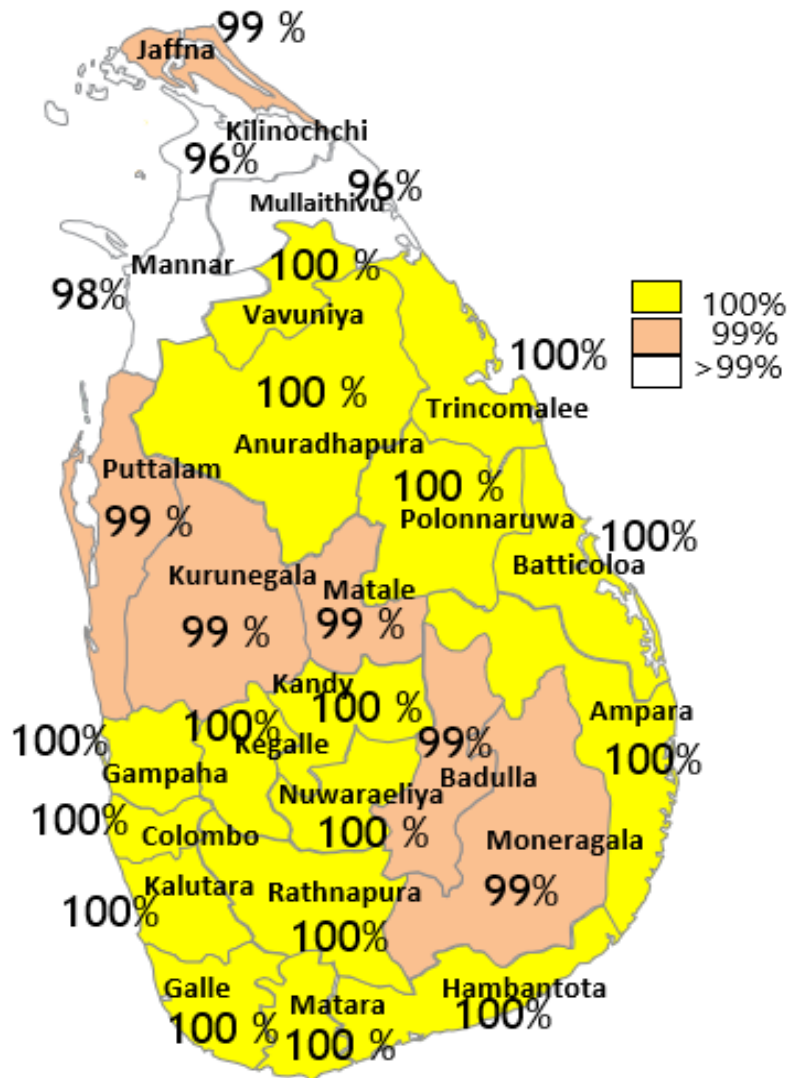 99 %
Jaffna
Kilinochchi
96%
96%
Mullaithivu
Mannar
100 %
98%
Vavuniya
100%
99%
>99%
100%
100 %
Trincomalee
Anuradhapura
Puttalam
100 %
99 %
Polonnaruwa
100%
Batticoloa
Kurunegala
Matale
99 %
99 %
Kandy
100 %
Ampara
100%
100%
Kegalle
99%
100%
Gampaha
Badulla
Nuwaraeliya
100%
Colombo
100 %
Moneragala
Kalutara
Rathnapura
99%
100%
100%
Galle
Hambantota
Matara
100%
100 %
100 %